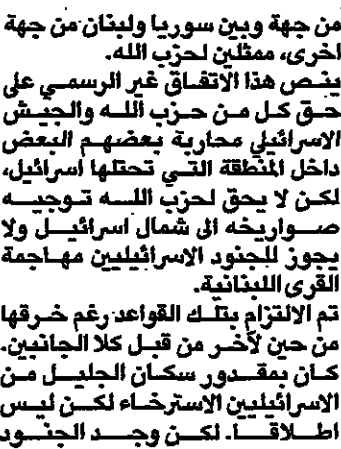 من جهة وبين سوريا ولبنان من جهة
اخرى، ممثلين لحزب الله.
ينص هذا الاتفاق غير الرسمي على
حق كل من حزب الله والجيش
الاسرائيلي محاربة بعضهم البعض
داخل المنطقة التي تحتلها اسرائيل،
لكن لا يحق لحزب الله توجيه
صواريخه الى شمال اسرائيل ولا
يجوز للجنود الاسرائيليين مهاجمة
القرى اللبنانية.
تم الالتزام بتلك القواعد رغم خرقها
من حين لآخر من قبل كلا الجانبين.
كان بمقدور سكان الجليل من
الاسرائيليين الاسترخاء لكن ليس
اطلاقا. لكن وجد الجنود